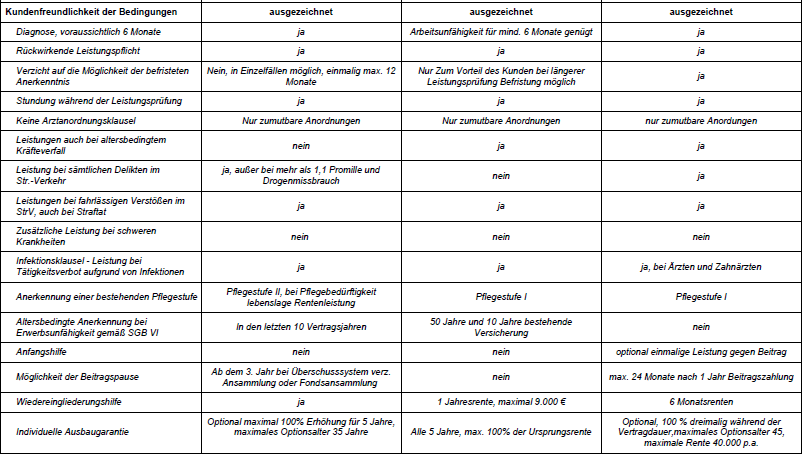 Kundenfreundlichkeit der Bedingungen ausgezeichnet ausgezeichnet ausgezeichnet
Diagnose, voraussichtlich 6 Monate ja Arbeitsunfähigkeit für mind. 6 Monate genügt ja
Rückwirkende Leistungspflicht ja ja ja
Verzicht auf die Möglichkeit der befristeten Anerkenntnis Nein, in Einzelfällen möglich, einmalig max. 12 Monate Nur Zum Vorteil des Kunden bei längerer Leistungsprüfung Befristung möglich ja
Stundung während der Leistungsprüfung ja ja ja
Keine Arztanordnungsklausel Nur zumutbare Anordnungen Nur zumutbare Anordnungen nur zumutbare Anordungen
Leistungen auch bei altersbedingtem Kräfteverfall nein ja ja
Leistung bei sämtlichen Delikten im Str.-Verkehr ja, außer bei mehr als 1,1 Promille und Drogenmissbrauch nein ja
Leistungen bei fahrlässigen Verstößen im StrV, auch bei Straftat ja ja ja
Zusätzliche Leistung bei schweren Krankheiten nein nein nein
Infektionsklausel - Leistung bei Tätigkeitsverbot aufgrund von Infektionen ja ja ja, bei Ärzten und Zahnärzten
Anerkennung einer bestehenden Pflegestufe Pflegestufe II, bei Pflegebedürftigkeit lebenslage Rentenleistung Pflegestufe I Pflegestufe I
Altersbedingte Anerkennung bei Erwerbsunfähigkeit gemäß SGB VI In den letzten 10 Vertragsjahren 50 Jahre und 10 Jahre bestehende Versicherung nein
Anfangshilfe nein nein optional einmalige Leistung gegen Beitrag
Möglichkeit der Beitragspause Ab dem 3. Jahr bei Überschusssystem verz. Ansammlung oder Fondsansammlung nein max. 24 Monate nach 1 Jahr Beitragszahlung
Wiedereingliederungshilfe ja 1 Jahresrente, maximal 9.000 € 6 Monatsrenten
Individuelle Ausbaugarantie Optional maximal 100% Erhöhung für 5 Jahre, maximales Optionsalter 35 Jahre Alle 5 Jahre, max. 100% der Ursprungsrente Optional, 100 % dreimalig während der Vertragdauer,maximales Optionsalter 45, maximale Rente 40.000 p.a.